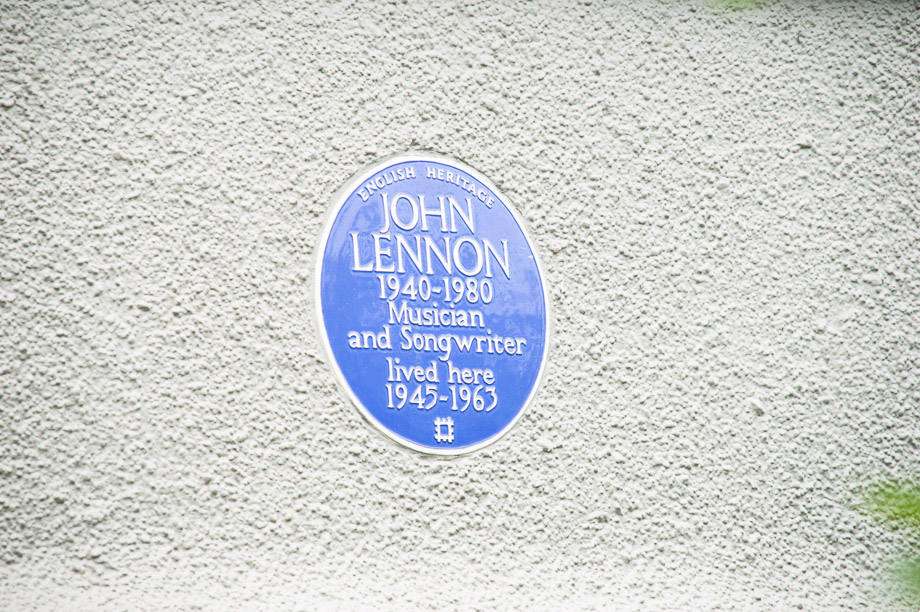 ENGLISH HERITAGE
JOHN
LENNON
1940-1980
Musician
and Songwriter
lived here
1945-1963